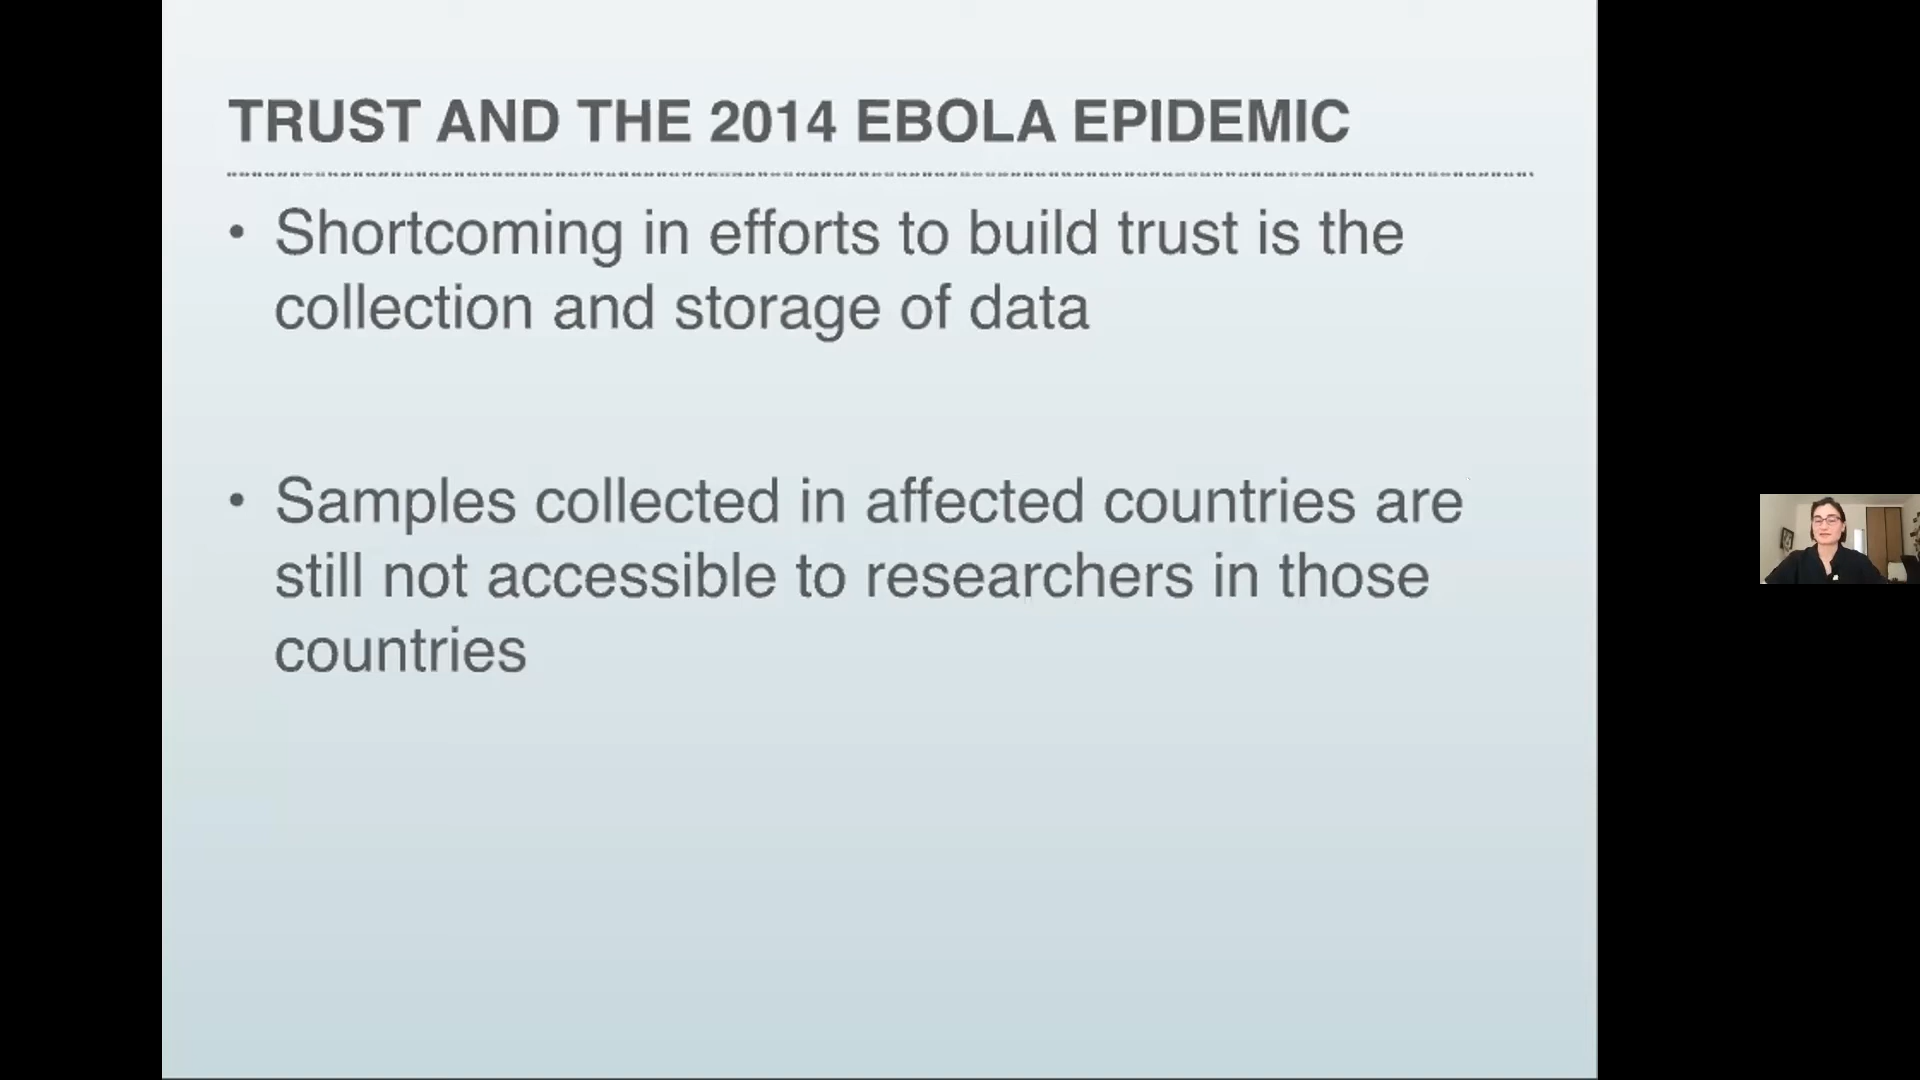 TRUST AND THE 2014 EBOLA EPIDEMIC
• Shortcoming in efforts to build trust is the
collection and storage of data
• Samples collected in affected countries are
still not accessible to researchers in those
countries